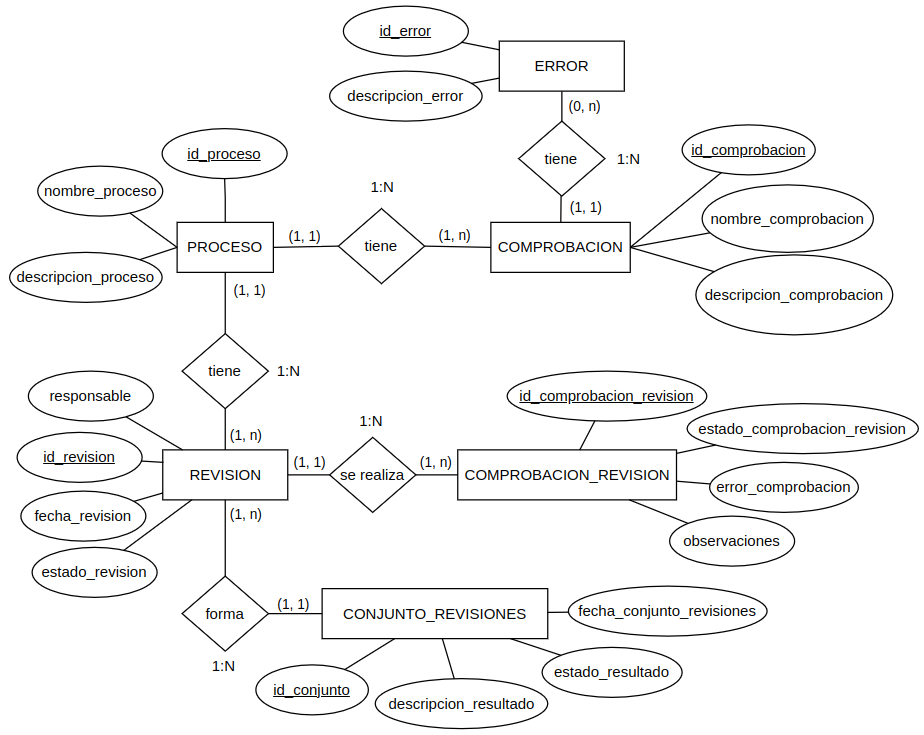 id_error
ERROR
descripcion_error
(0, n)
id_proceso
id_comprobacion
tiene
1:N
nombre_proceso
1:N
(1, 1)
nombre_comprobacion
PROCESO
(1, 1)
tiene
(1, n)
COMPROBACION
descripcion_proceso
(1, 1)
descripcion_comprobacion
tiene
1:N
responsable
id_comprobacion_revision
1:N
(1, n)
estado_comprobacion_revision
id_revision
(1, 1)
(1, n)
REVISION
se realiza
COMPROBACION_REVISION
error_comprobacion
fecha_revision
(1, n)
observaciones
estado_revision
(1, 1)
fecha_conjunto_revisiones
forma
CONJUNTO_REVISIONES
1:N
estado_resultado
id_conjunto
descripcion_resultado